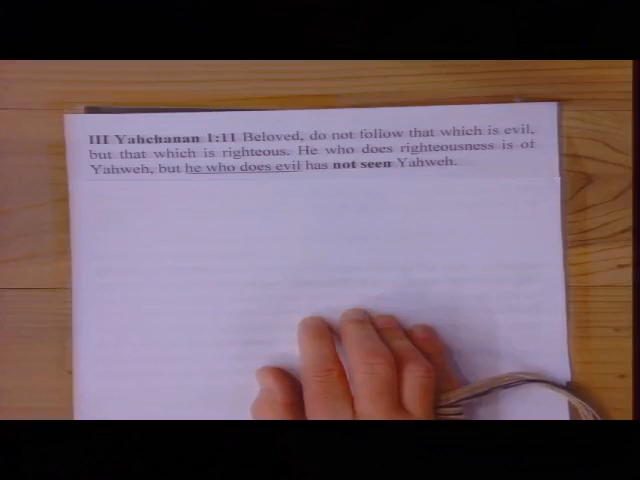 III Yahchanan 1:11 Beloved, do not follow that which is evil,
but that which is righteous. He who does righteousness is of
Yahweh, but he who does evil has not seen Yahweh.